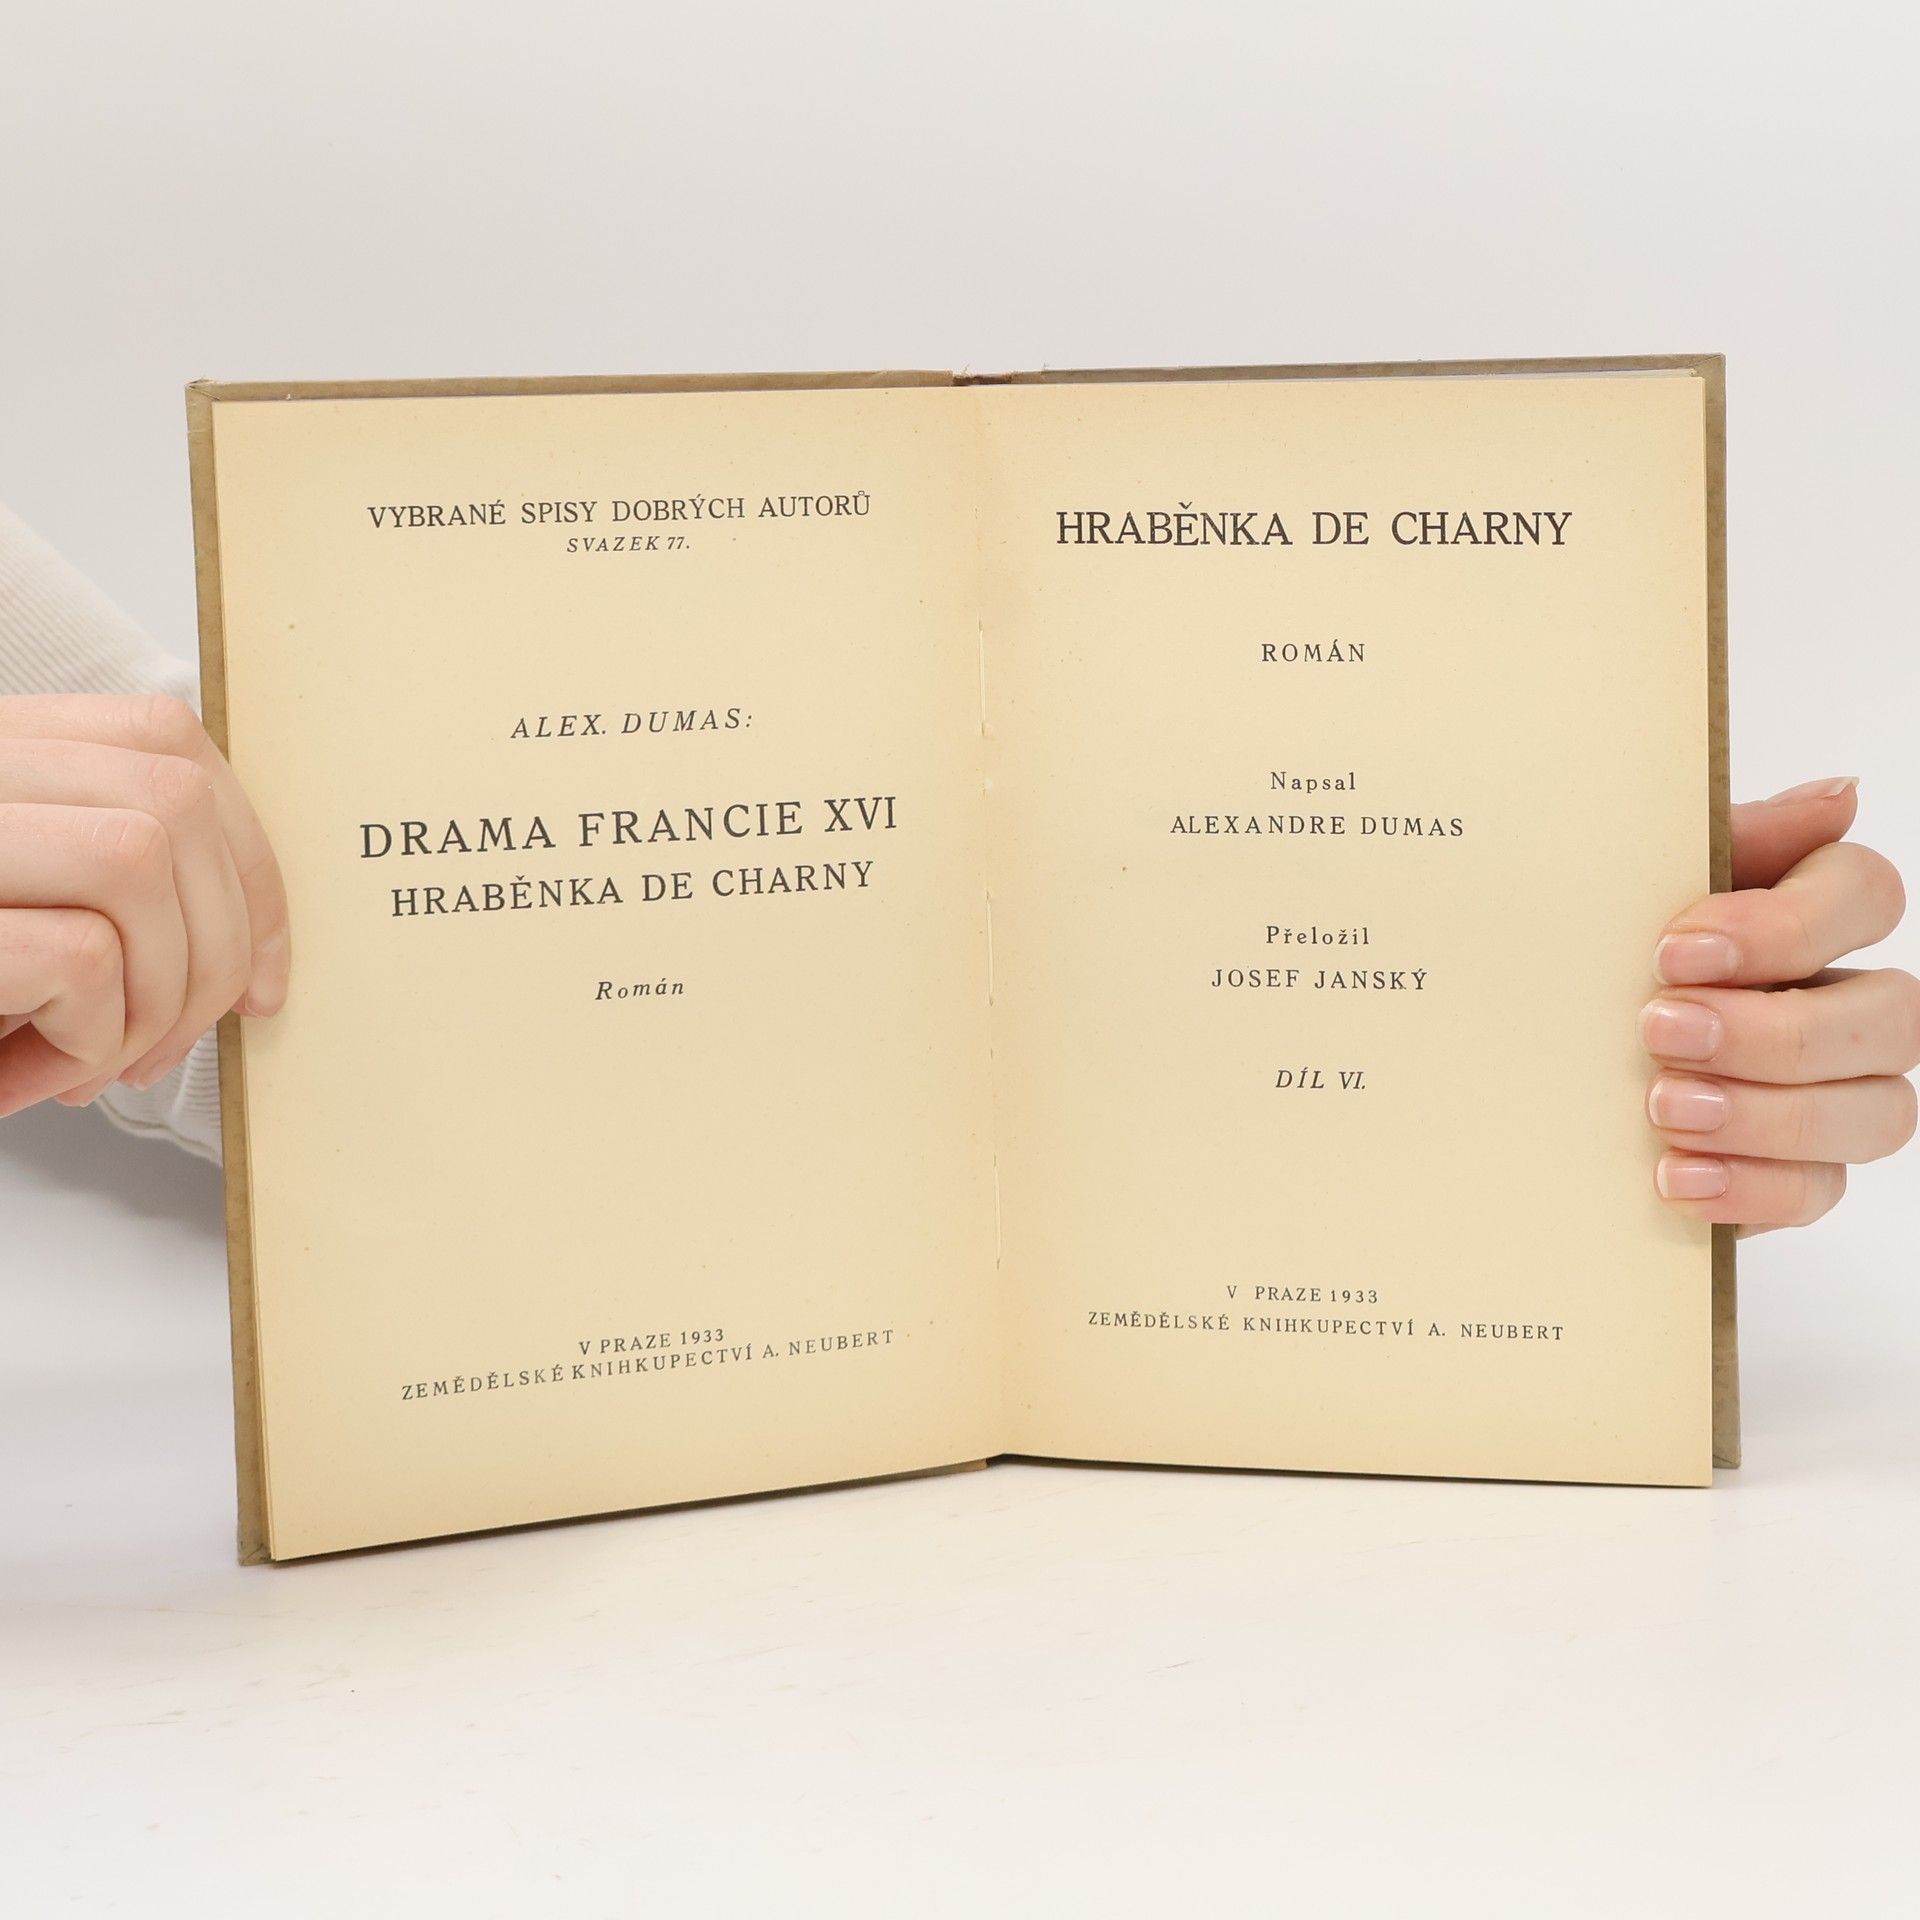 VYBRANÉ SPISY DOBRÝCH AUTORŮ
SVAZEK 77.
ALEX. DUMAS:
DRAMA FRANCIE XVI
HRABĚNKA DE CHARNY
Román
V PRAZE 1933
ZEMĚDĚLSKÉ KNIHKUPECTVÍ A. NEUBERT
HRABĚNKA DE CHARNY
ROMÁN
Napsal
ALEXANDRE DUMAS
Přeložil
JOSEF JANSKÝ
DÍL VI.
V PRAZE 1933
ZEMĚDĚLSKÉ KNIHKUPECTVÍ A. NEUBERT